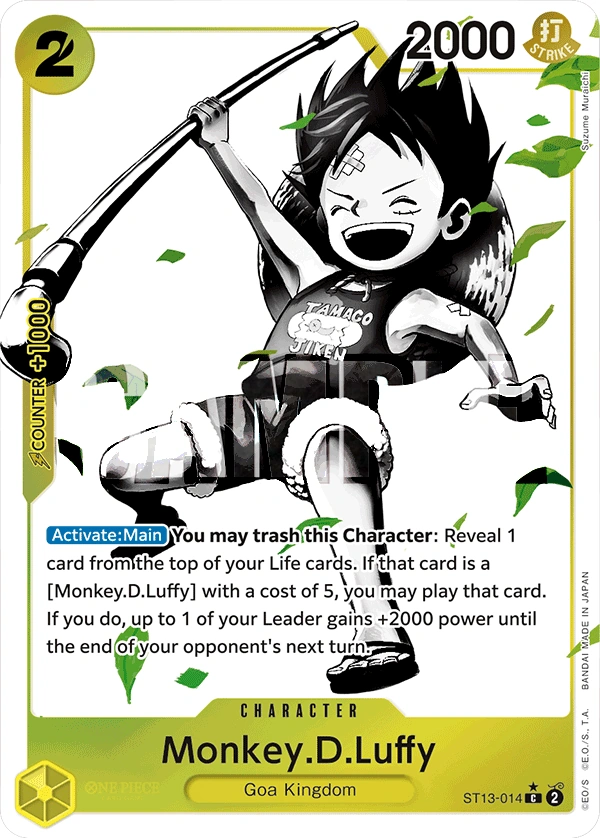 2
2000
打
STRIKE
Suzume Muraichi
COUNTER +1000
TAMAGO
JIKEN
SAMPLE
Activate:Main You may trash this Character: Reveal 1
card from the top of your Life cards. If that card is a
[Monkey.D.Luffy] with a cost of 5, you may play that card.
If you do, up to 1 of your Leader gains +2000 power until
the end of your opponent's next turn.
©E.O./S., T.A. BANDAI MADE IN JAPAN
©EO/S
CHARACTER
Monkey.D.Luffy
ONE PIECE
Goa Kingdom
ST13-014 ★ C 2